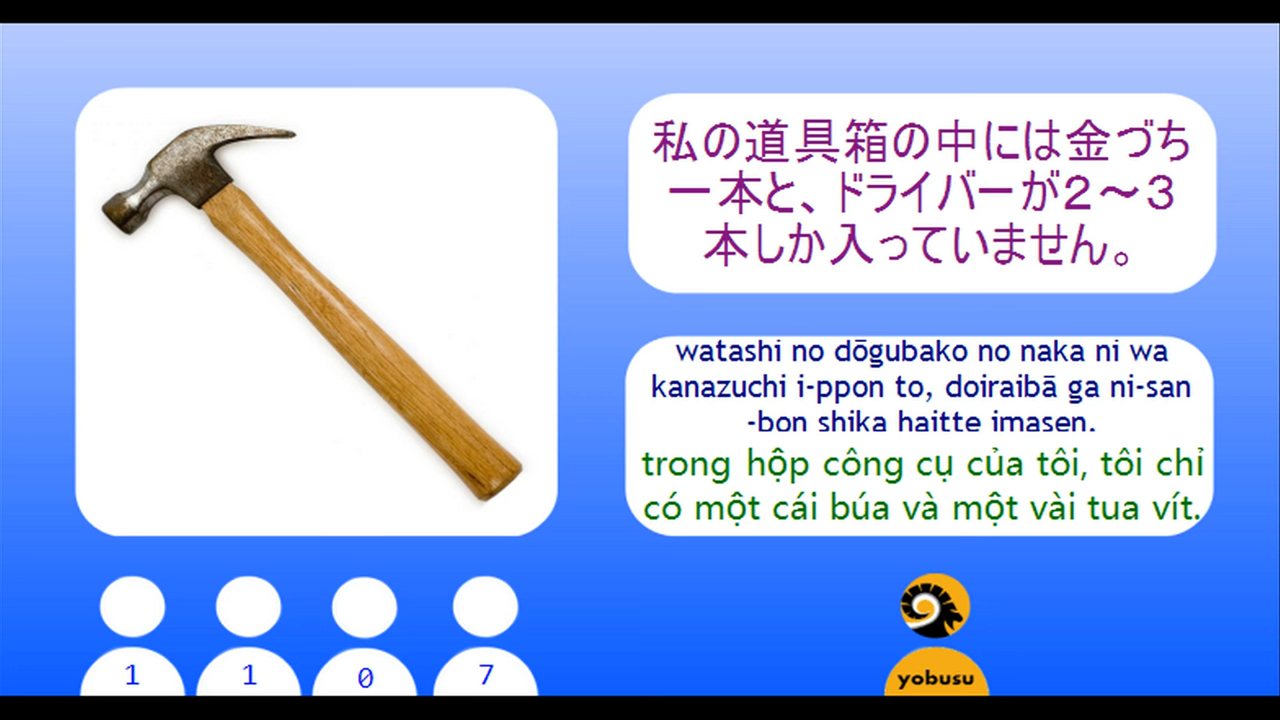 私の道具箱の中には金づち
一本と、ドライバーが２～３
本しか入っていません。
watashi no dōgubako no naka ni wa
kanazuchi i-ppon to, doiraibā ga ni-san
-bon shika haitte imasen.
trong hộp công cụ của tôi, tôi chỉ
có một cái búa và một vài tua vít.
1 1 0 7
yobusu